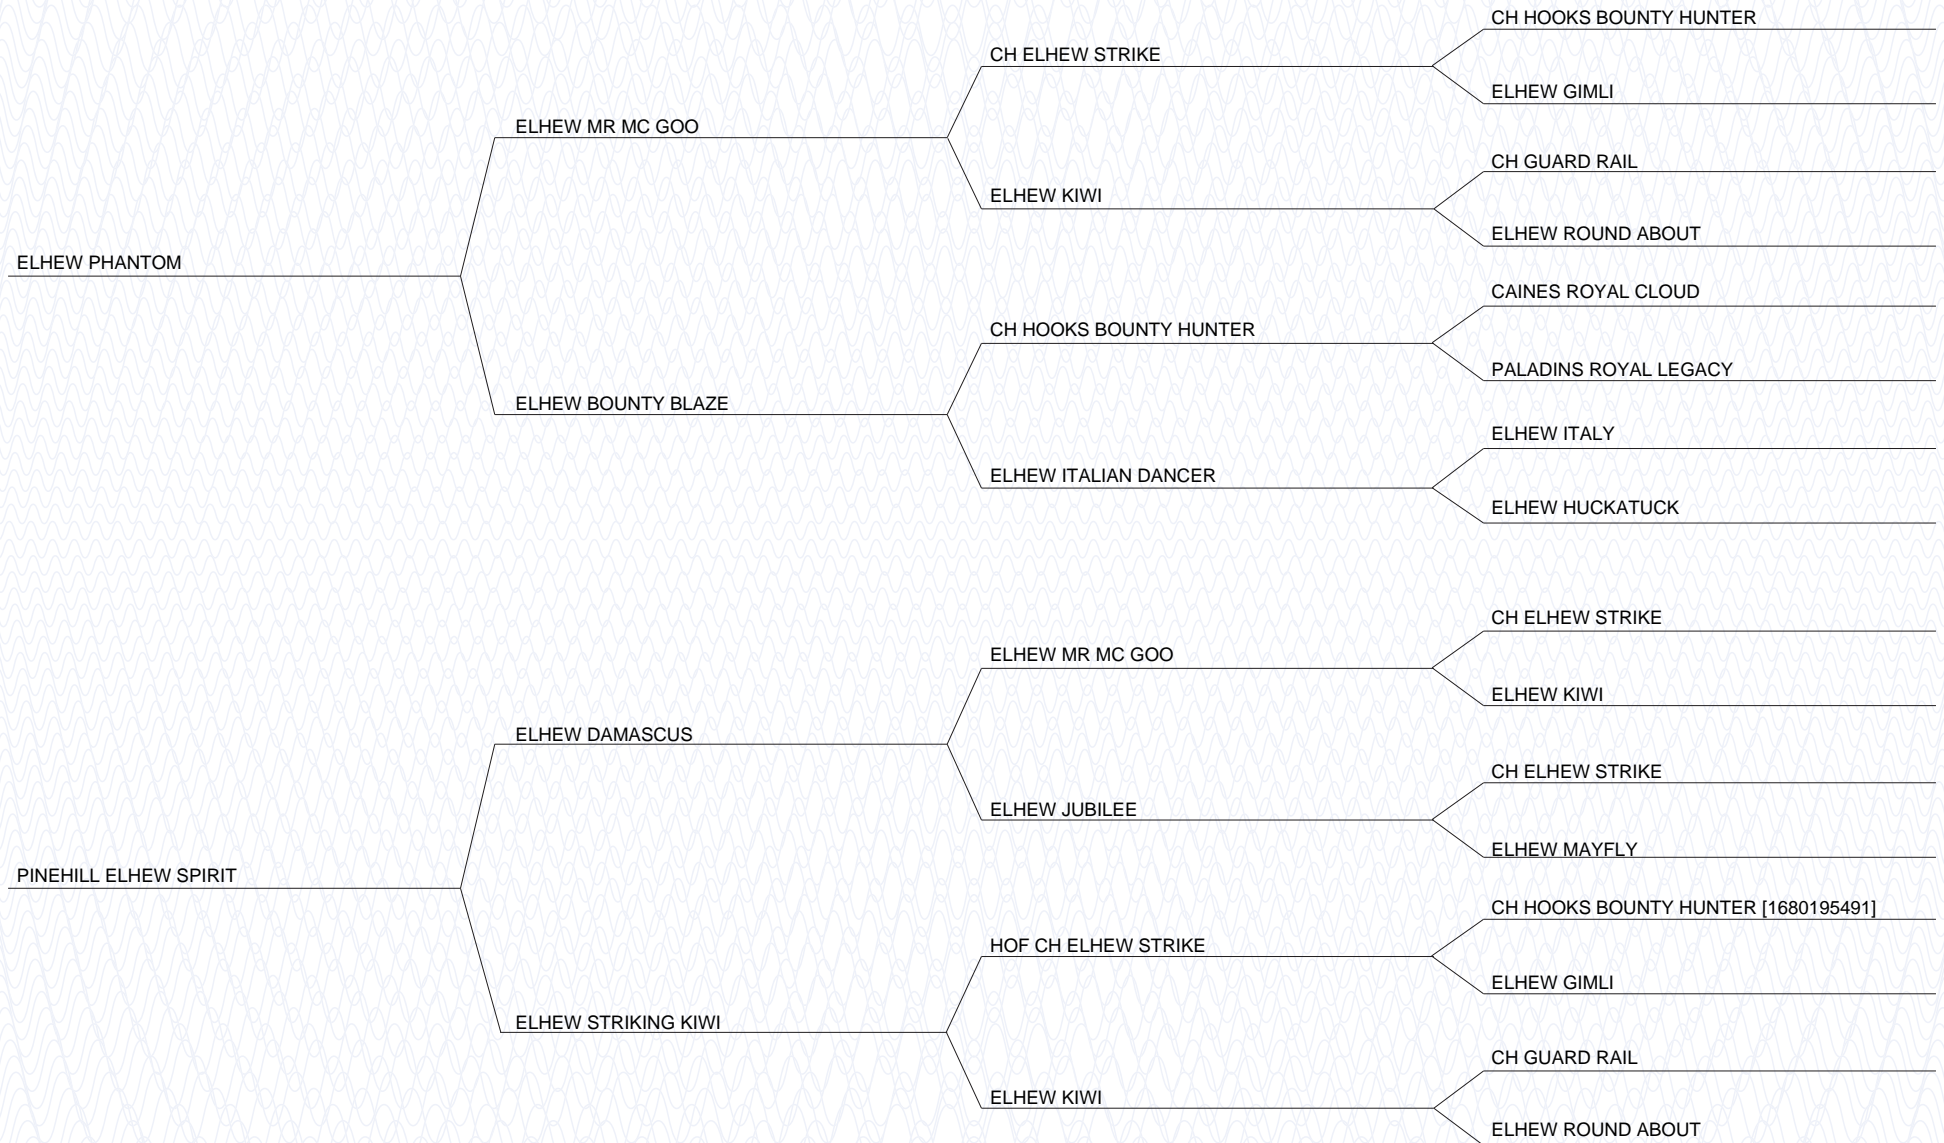 CH HOOKS BOUNTY HUNTER
CH ELHEW STRIKE
ELHEW GIMLI
ELHEW MR MC GOO
CH GUARD RAIL
ELHEW KIWI
ELHEW ROUND ABOUT
ELHEW PHANTOM
CAINES ROYAL CLOUD
CH HOOKS BOUNTY HUNTER
PALADINS ROYAL LEGACY
ELHEW BOUNTY BLAZE
ELHEW ITALY
ELHEW ITALIAN DANCER
ELHEW HUCKATUCK
CH ELHEW STRIKE
ELHEW MR MC GOO
ELHEW KIWI
ELHEW DAMASCUS
CH ELHEW STRIKE
ELHEW JUBILEE
ELHEW MAYFLY
PINEHILL ELHEW SPIRIT
CH HOOKS BOUNTY HUNTER [1680195491]
HOF CH ELHEW STRIKE
ELHEW GIMLI
ELHEW STRIKING KIWI
CH GUARD RAIL
ELHEW KIWI
ELHEW ROUND ABOUT